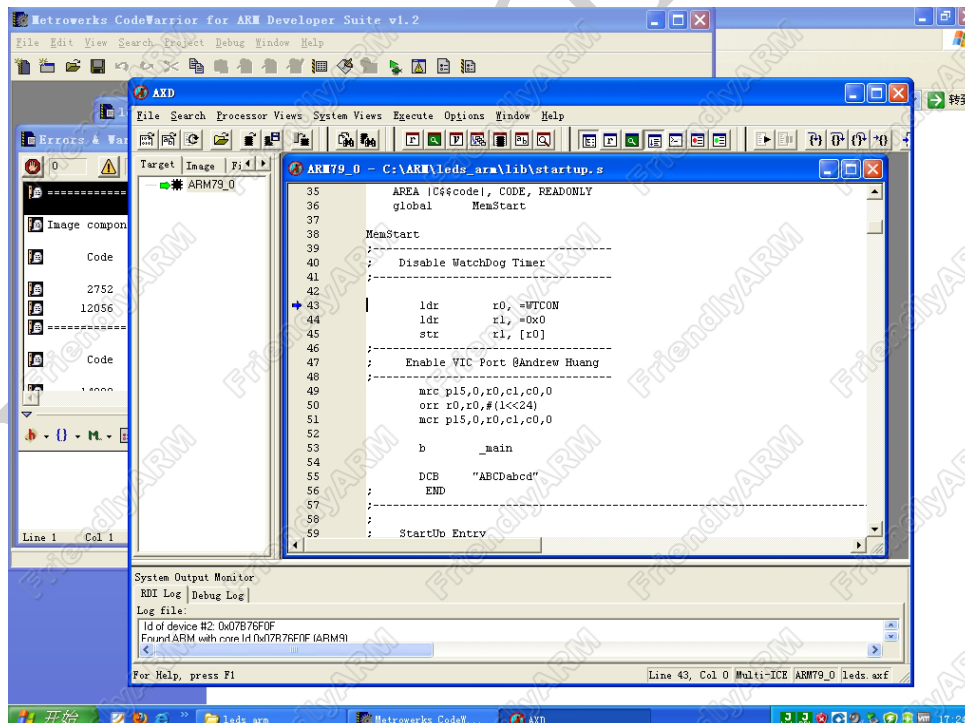 Metrowerks CodeWarrior for ARM Developer Suite v1.2
File Edit View Search Project Debug Window Help
AXD
转到
File Search Processor Views System Views Execute Options Window Help
Errors & War
0
Target Image Fi
ARM79_0
ARM79_0 - C:\ARM\leds_arm\lib\startup.s
35 AREA |C$$code|, CODE, READONLY
36 global MemStart
37
38 MemStart
39 ;----------------------------------
40 ; Disable WatchDog Timer
41 ;----------------------------------
42
43 ldr r0, =WTCON
44 ldr r1, =0x0
45 str r1, [r0]
46 ;----------------------------------
47 ; Enable VIC Port @Andrew Huang
48 ;----------------------------------
49 mrc p15,0,r0,c1,c0,0
50 orr r0,r0,#(1<<24)
51 mcr p15,0,r0,c1,c0,0
52
53 b _main
54
55 DCB "ABCDabcd"
56 ; END
57 ;----------------------------------------------------------------------
58 ;
59 ; StartUp Entry
============
Image compon
Code
2752
12056
============
Code
Line 1 Col 1
System Output Monitor
RDI Log Debug Log
Log file:
Id of device #2: 0x07B76F0F
Found ARM with core Id 0x07B76F0F (ARM9)
For Help, press F1
Line 43, Col 0 Multi-ICE ARM79_0 leds.axf
开始
leds_arm
Metrowerks CodeW...
AXD
17:24
FriendlyARM